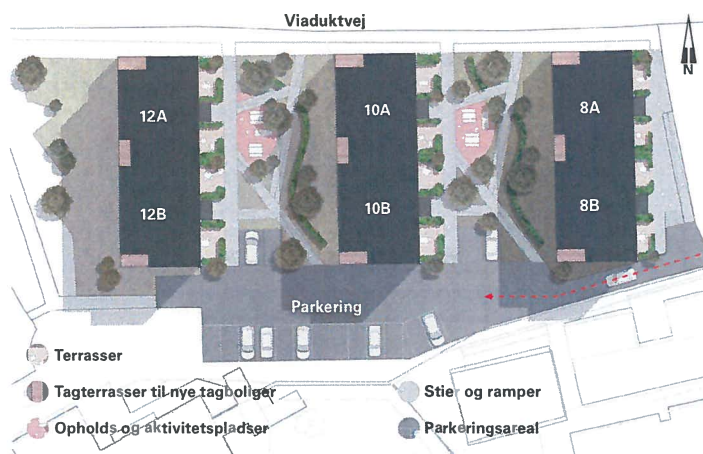 Viaduktvej
N
12A
10A
8A
12B
10B
8B
Parkering
Terrasser
Tagterrasser til nye tagboliger
Opholds og aktivitetspladser
Stier og ramper
Parkeringsareal